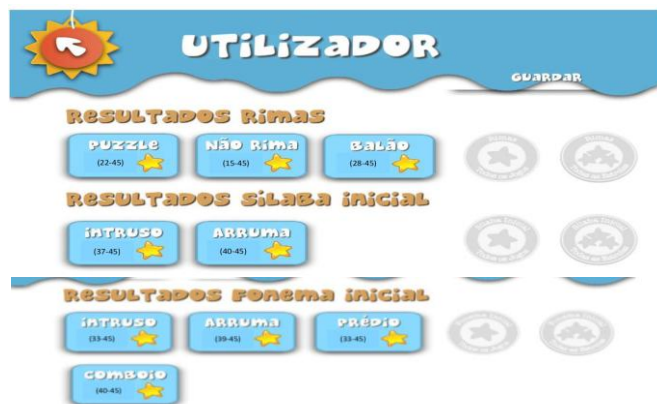 UTILIZADOR
GUARDAR
RESULTADOS RIMAS
PUZZLE NÃO RIMA BALÃO
(22-45) (15-45) (28-45)
RESULTADOS SÍLABA INICIAL
INTRUSO ARRUMA
(37-45) (40-45)
RESULTADOS FONEMA INICIAL
INTRUSO ARRUMA PRÉDIO
(33-45) (39-45) (33-45)
COMBOIO
(40-45)